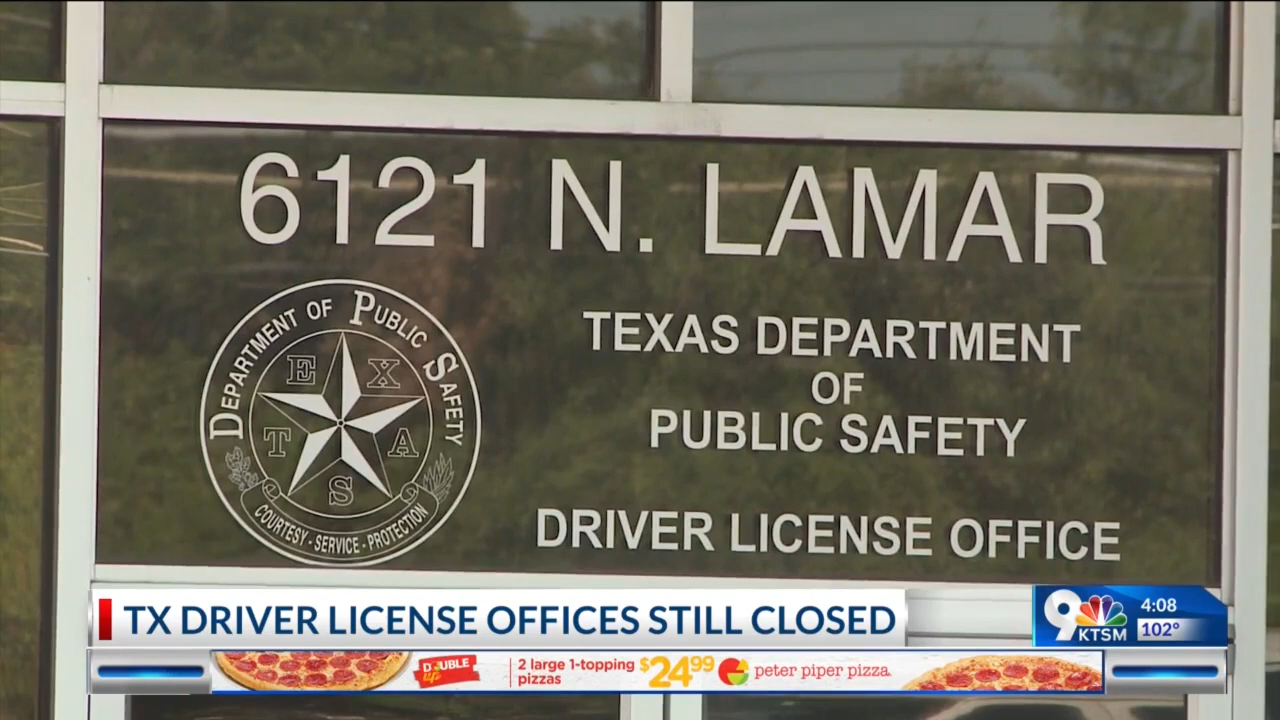 6121 N. LAMAR
DEPARTMENT OF PUBLIC SAFETY
TEXAS
COURTESY - SERVICE - PROTECTION
TEXAS DEPARTMENT
OF
PUBLIC SAFETY
DRIVER LICENSE OFFICE
TX DRIVER LICENSE OFFICES STILL CLOSED
9
KTSM
4:08
102°
DOUBLE
up
2 large 1-topping
pizzas
$24.99
peter piper pizza.